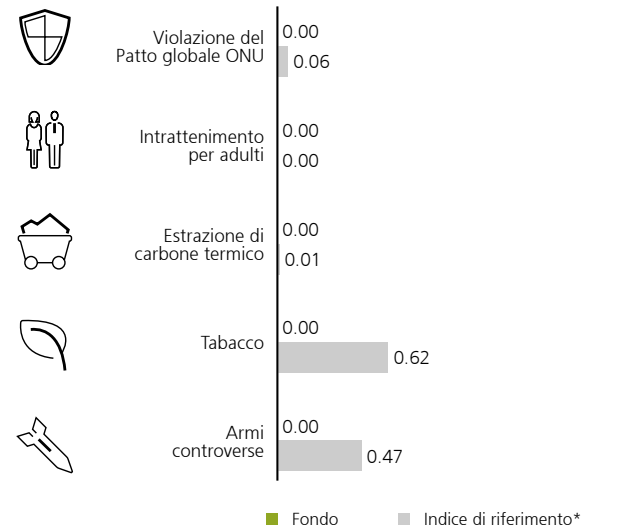 Violazione del
Patto globale ONU
0.00
0.06
Intrattenimento
per adulti
0.00
0.00
Estrazione di
carbone termico
0.00
0.01
Tabacco
0.00
0.62
Armi
controverse
0.00
0.47
Fondo
Indice di riferimento*